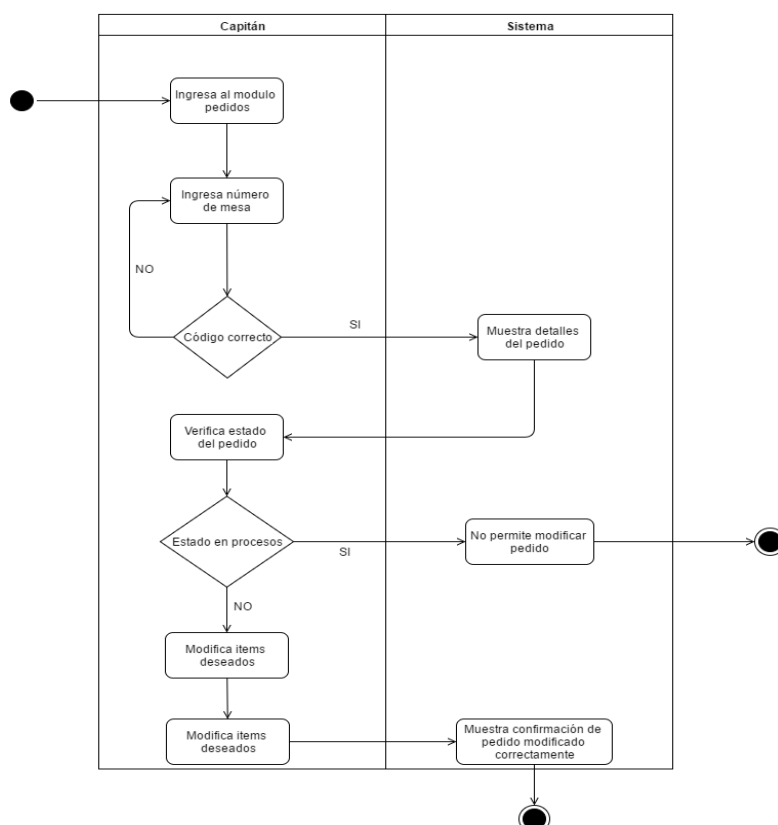 Capitán
Sistema
Ingresa al modulo
pedidos
Ingresa número
de mesa
NO
Código correcto
SI
Muestra detalles
del pedido
Verifica estado
del pedido
Estado en procesos
SI
No permite modificar
pedido
NO
Modifica items
deseados
Modifica items
deseados
Muestra confirmación de
pedido modificado
correctamente